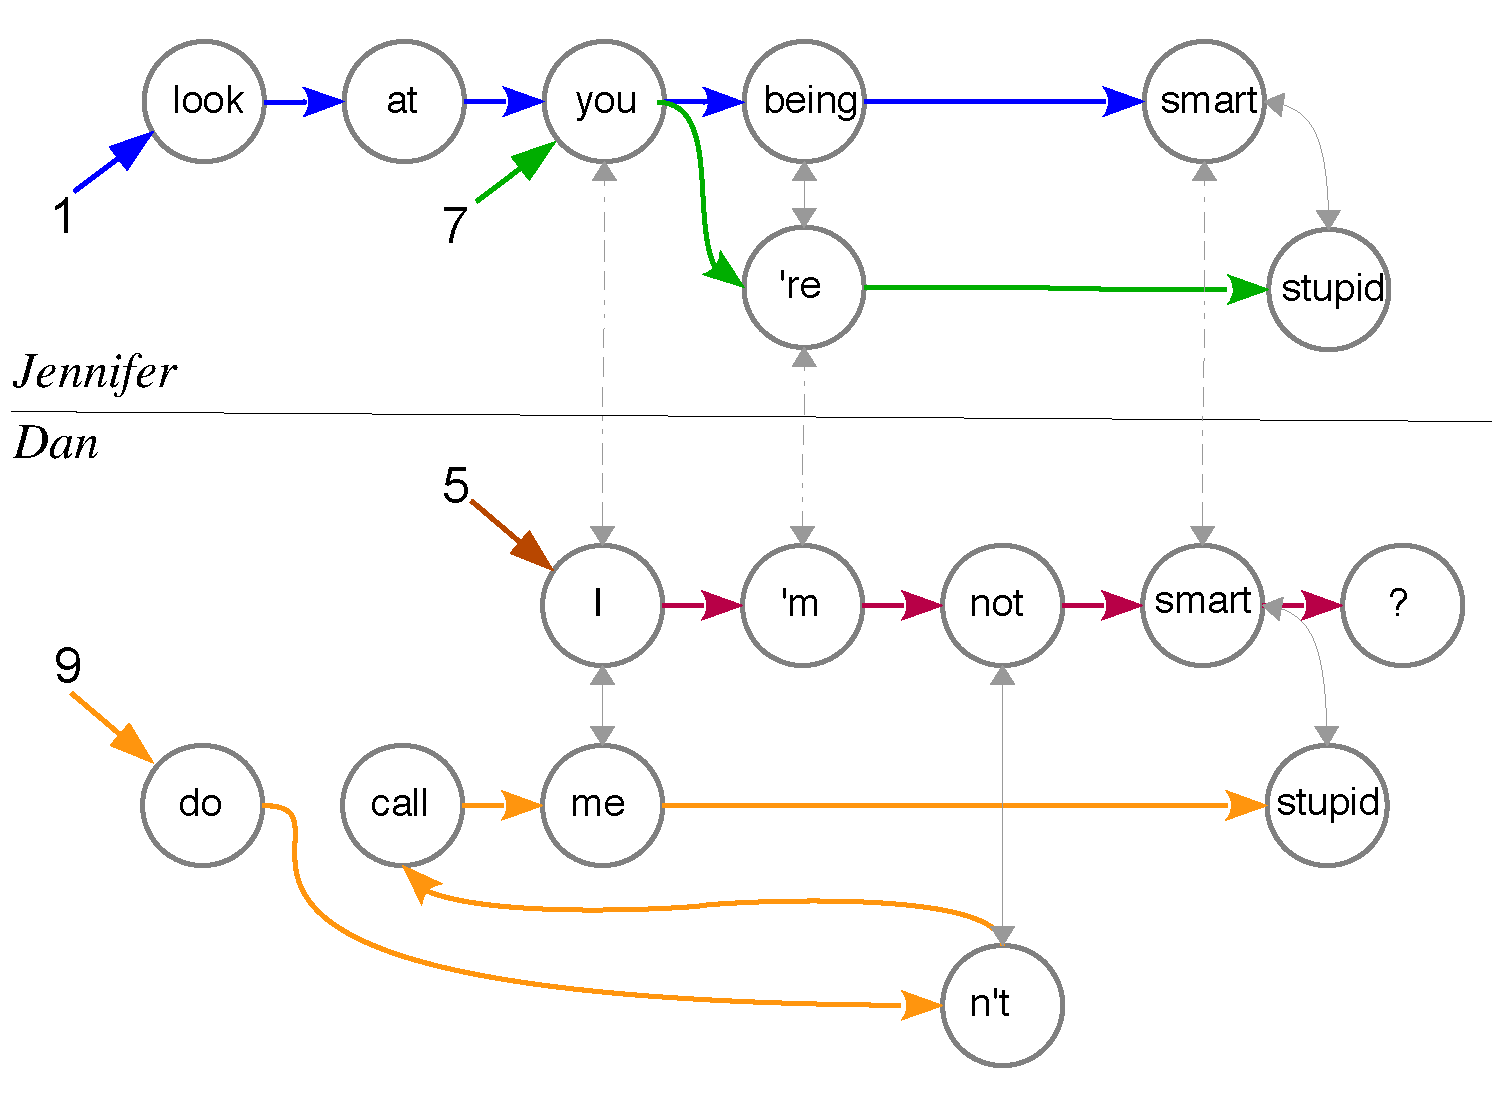 look at you being smart
1
7
're stupid
Jennifer
Dan
5
I 'm not smart ?
9
do call me stupid
n't